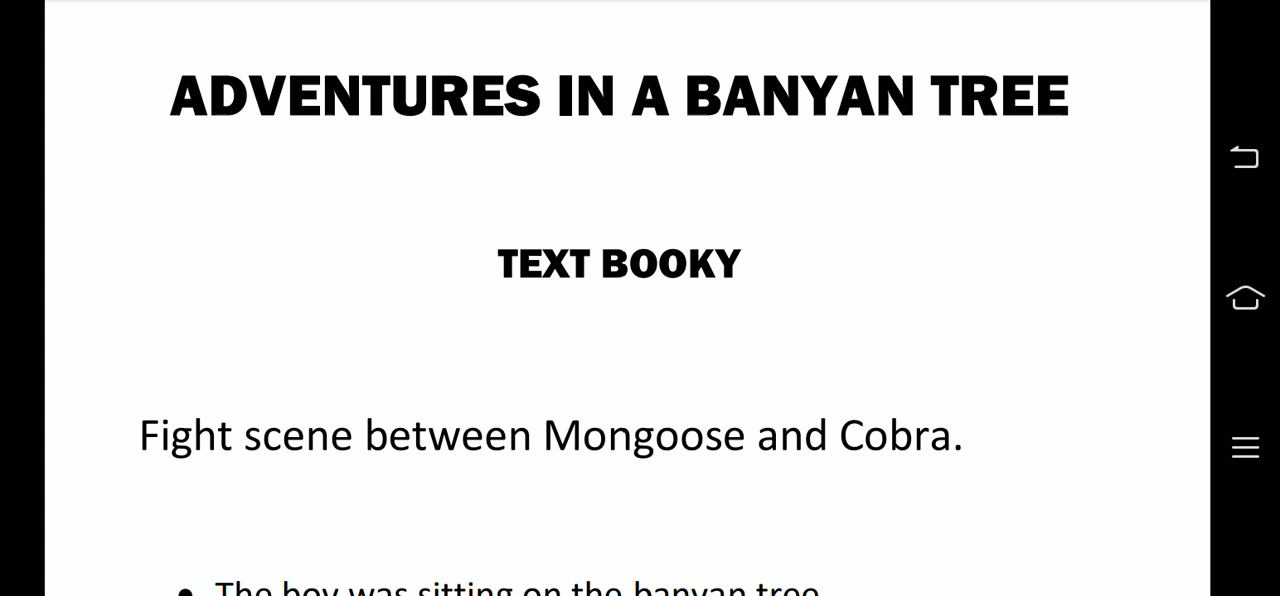 ADVENTURES IN A BANYAN TREE
TEXT BOOKY
Fight scene between Mongoose and Cobra.
• The boy was sitting on the banyan tree